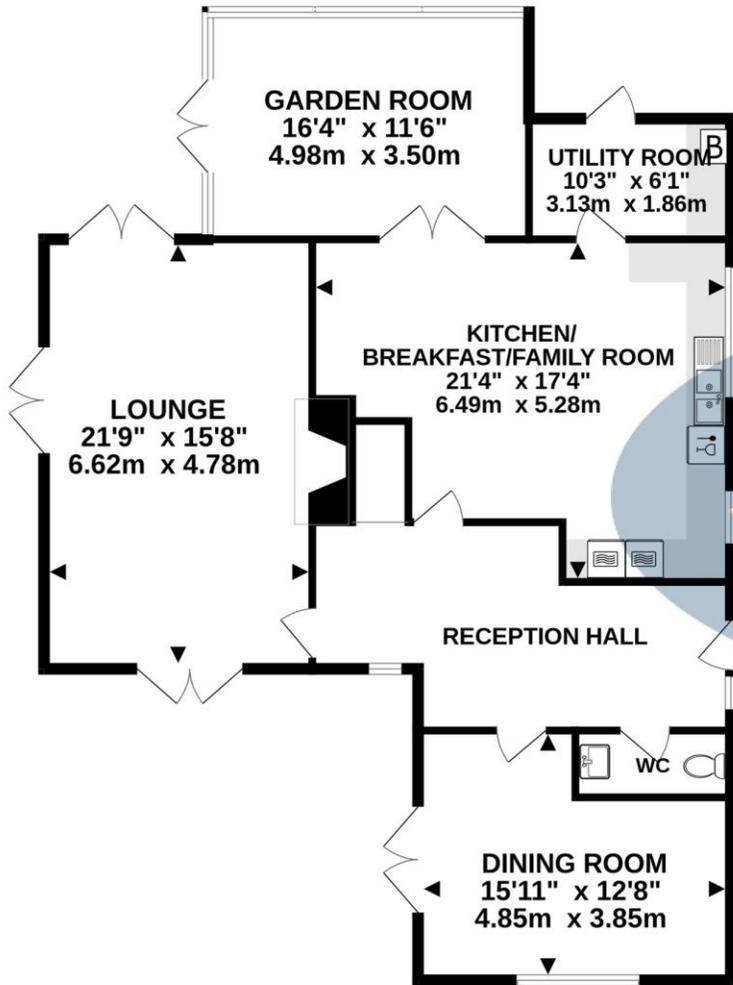 GARDEN ROOM
16'4" x 11'6"
4.98m x 3.50m
B
UTILITY ROOM
10'3" x 6'1"
3.13m x 1.86m
KITCHEN/
BREAKFAST/FAMILY ROOM
21'4" x 17'4"
6.49m x 5.28m
LOUNGE
21'9" x 15'8"
6.62m x 4.78m
RECEPTION HALL
WC
DINING ROOM
15'11" x 12'8"
4.85m x 3.85m